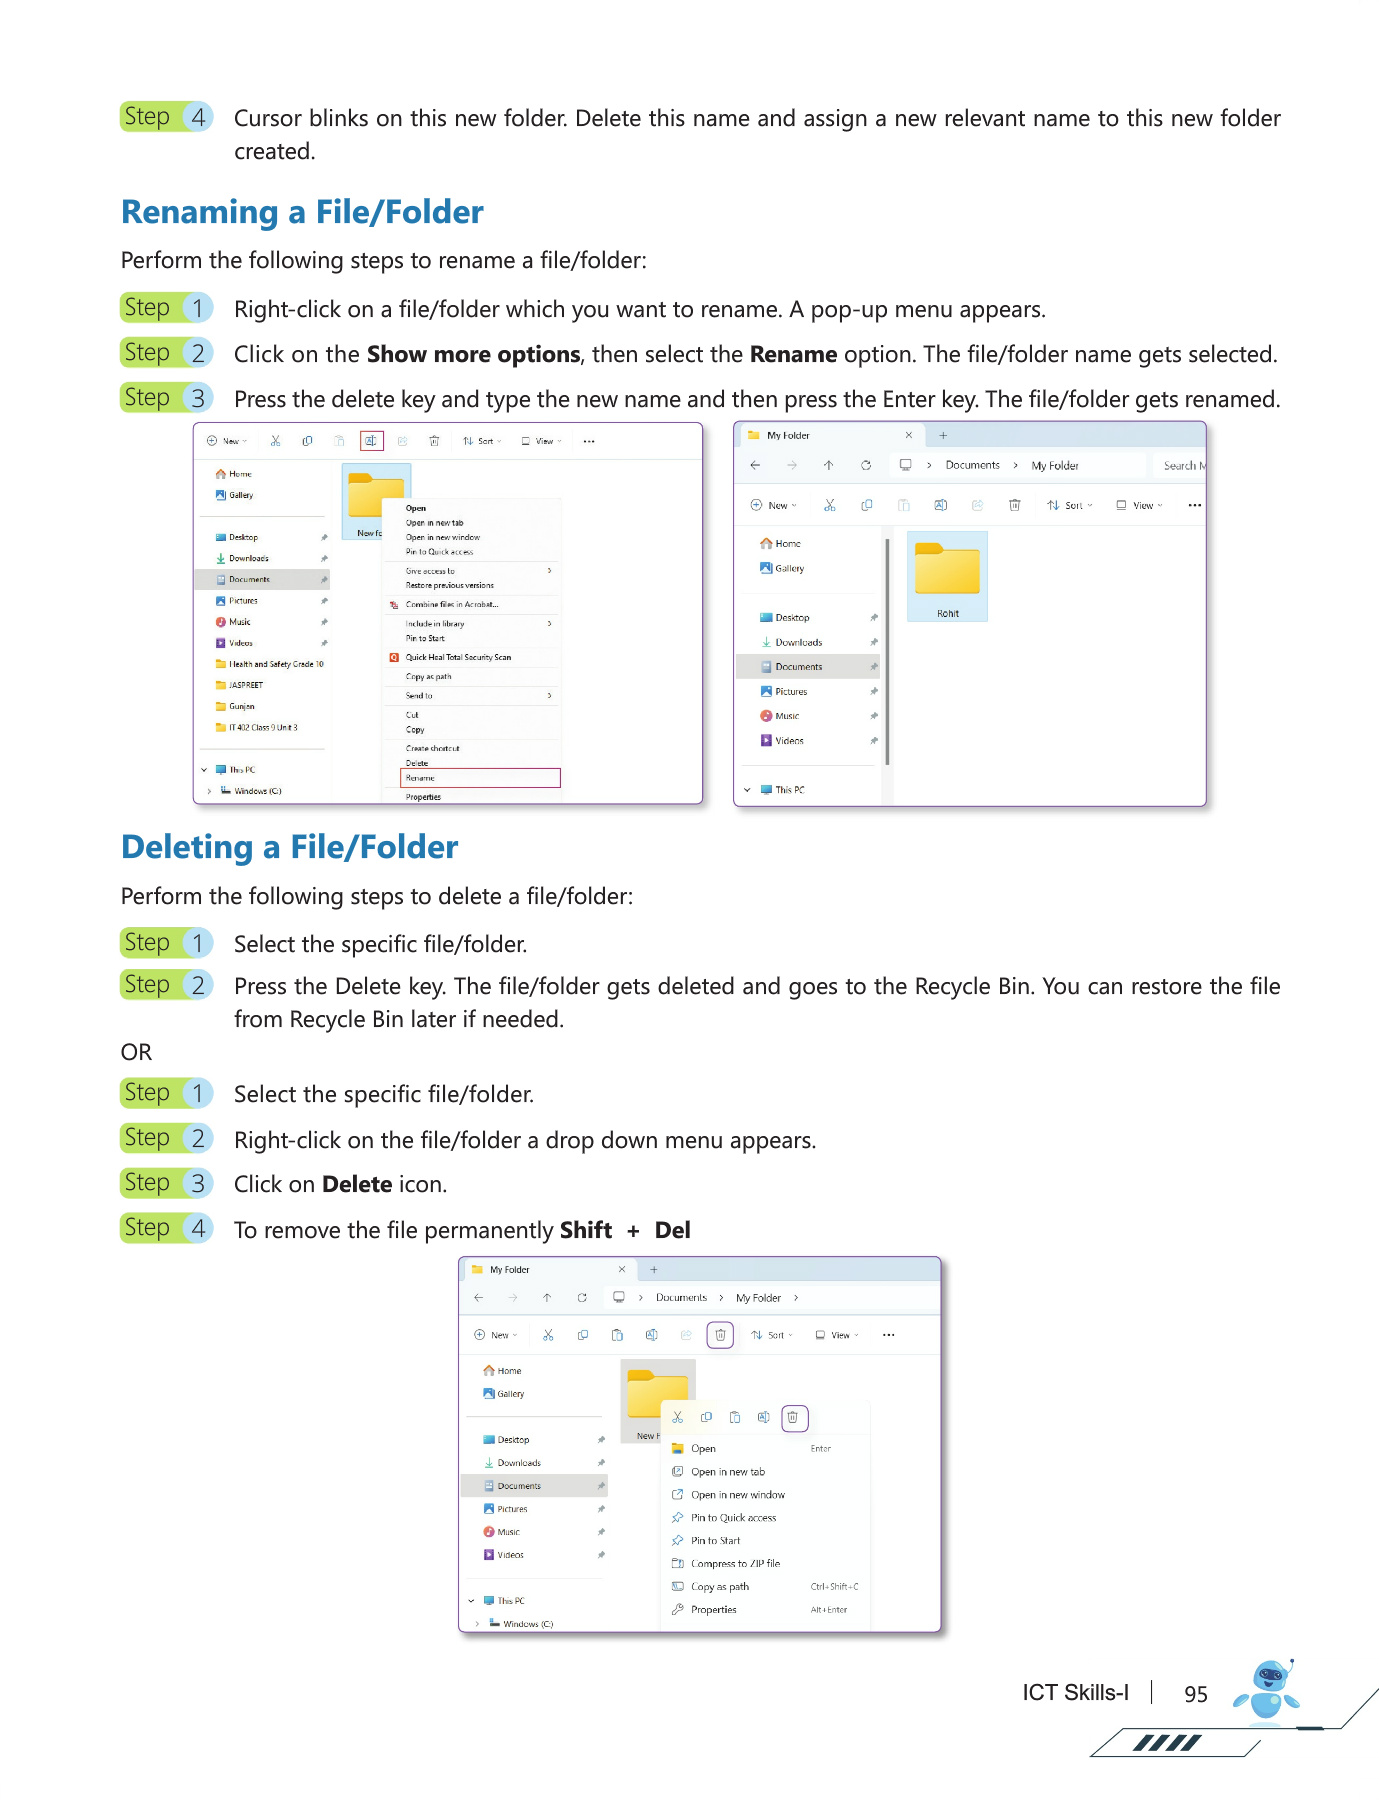 Step 4 Cursor blinks on this new folder. Delete this name and assign a new relevant name to this new folder
created.
Renaming a File/Folder
Perform the following steps to rename a file/folder:
Step 1 Right-click on a file/folder which you want to rename. A pop-up menu appears.
Step 2 Click on the Show more options, then select the Rename option. The file/folder name gets selected.
Step 3 Press the delete key and type the new name and then press the Enter key. The file/folder gets renamed.
New Sort View
Home
Gallery
Desktop
Downloads
Documents
Pictures
Music
Videos
Health and Safety Grade 10
JASPREET
Gunjan
IT 402 Class 9 Unit 3
This PC
Windows (C:)
New fo
Open
Open in new tab
Open in new window
Pin to Quick access
Give access to
Restore previous versions
Combine files in Acrobat...
Include in library
Pin to Start
Quick Heal Total Security Scan
Copy as path
Send to
Cut
Copy
Create shortcut
Delete
Rename
Properties
My Folder
Documents > My Folder Search M
New Sort View
Home
Gallery
Desktop
Downloads
Documents
Pictures
Music
Videos
This PC
Rohit
Deleting a File/Folder
Perform the following steps to delete a file/folder:
Step 1 Select the specific file/folder.
Step 2 Press the Delete key. The file/folder gets deleted and goes to the Recycle Bin. You can restore the file
from Recycle Bin later if needed.
OR
Step 1 Select the specific file/folder.
Step 2 Right-click on the file/folder a drop down menu appears.
Step 3 Click on Delete icon.
Step 4 To remove the file permanently Shift + Del
My Folder
Documents > My Folder >
New Sort View
Home
Gallery
Desktop
Downloads
Documents
Pictures
Music
Videos
This PC
Windows (C:)
New F
Open Enter
Open in new tab
Open in new window
Pin to Quick access
Pin to Start
Compress to ZIP file
Copy as path Ctrl+Shift+C
Properties Alt+Enter
ICT Skills-I 95